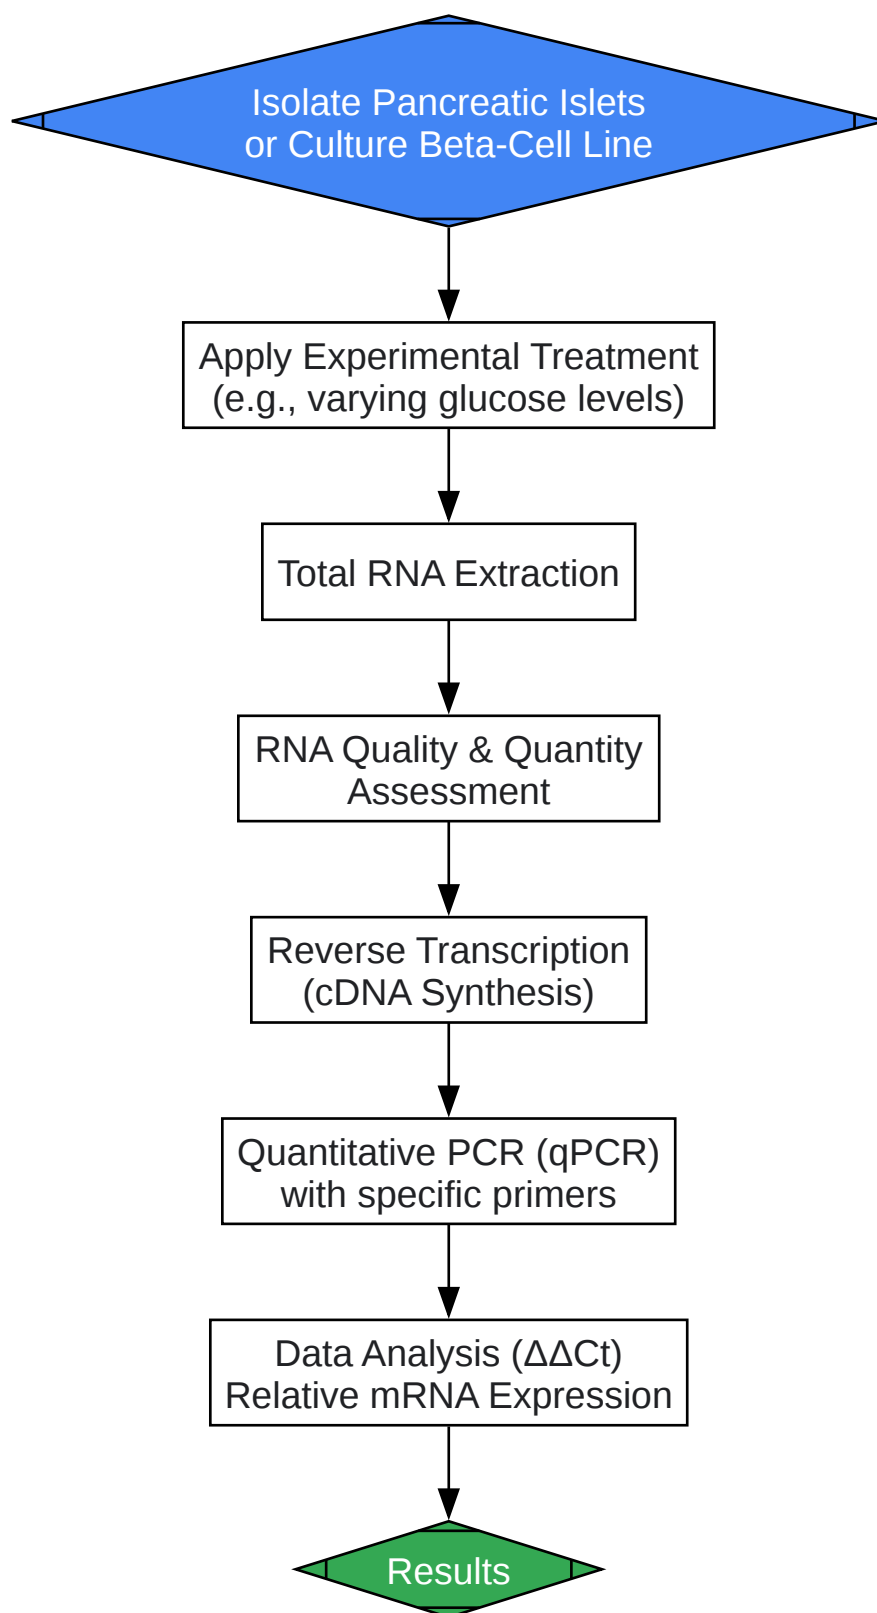 Isolate Pancreatic Islets
or Culture Beta-Cell Line
Apply Experimental Treatment
(e.g., varying glucose levels)
Total RNA Extraction
RNA Quality & Quantity
Assessment
Reverse Transcription
(cDNA Synthesis)
Quantitative PCR (qPCR)
with specific primers
Data Analysis (ΔΔCt)
Relative mRNA Expression
Results